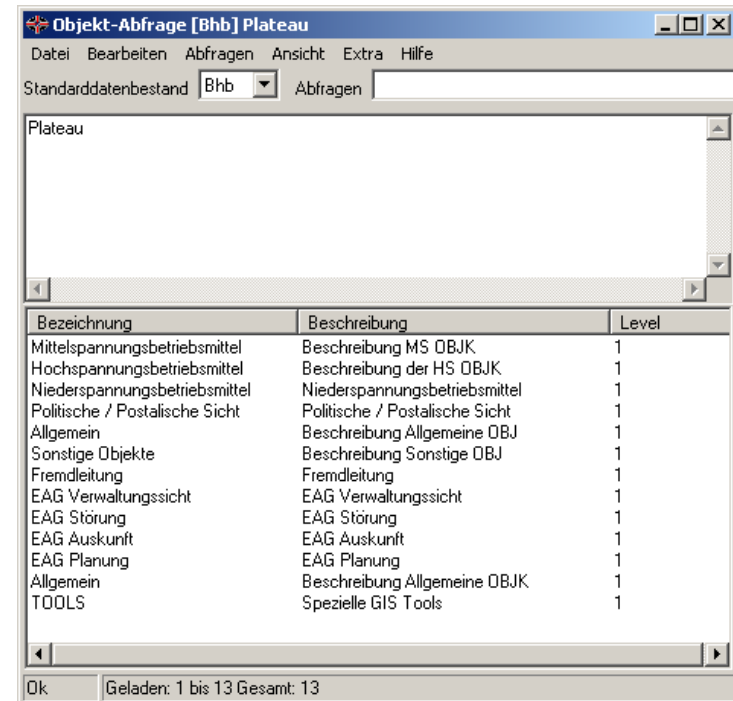 Objekt-Abfrage [Bhb] Plateau
Datei Bearbeiten Abfragen Ansicht Extra Hilfe
Standarddatenbestand Bhb Abfragen
Plateau
Bezeichnung Beschreibung Level
Mittelspannungsbetriebsmittel Beschreibung MS OBJK 1
Hochspannungsbetriebsmittel Beschreibung der HS OBJK 1
Niederspannungsbetriebsmittel Niederspannungsbetriebsmittel 1
Politische / Postalische Sicht Politische / Postalische Sicht 1
Allgemein Beschreibung Allgemeine OBJ 1
Sonstige Objekte Beschreibung Sonstige OBJ 1
Fremdleitung Fremdleitung 1
EAG Verwaltungssicht EAG Verwaltungssicht 1
EAG Störung EAG Störung 1
EAG Auskunft EAG Auskunft 1
EAG Planung EAG Planung 1
Allgemein Beschreibung Allgemeine OBJK 1
TOOLS Spezielle GIS Tools 1
Ok Geladen: 1 bis 13 Gesamt: 13